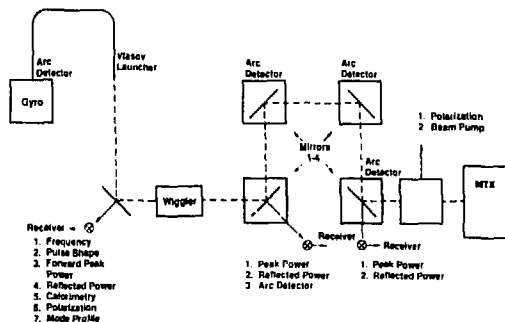 Arc
Detector
Vlasov
Launcher
Gyro
Arc
Detector
Arc
Detector
Mirrors
1-4
Arc
Detector
1. Polarization
2 Beam Pump
MTX
Wiggler
Receiver
1. Frequency
2. Pulse Shape
3. Forward Peak
Power
4. Reflected Power
5. Calorimetry
6. Polarization
7. Mode Profile
Receiver
1. Peak Power
2. Reflected Power
3 Arc Detector
Receiver
1. Peak Power
2. Reflected Power